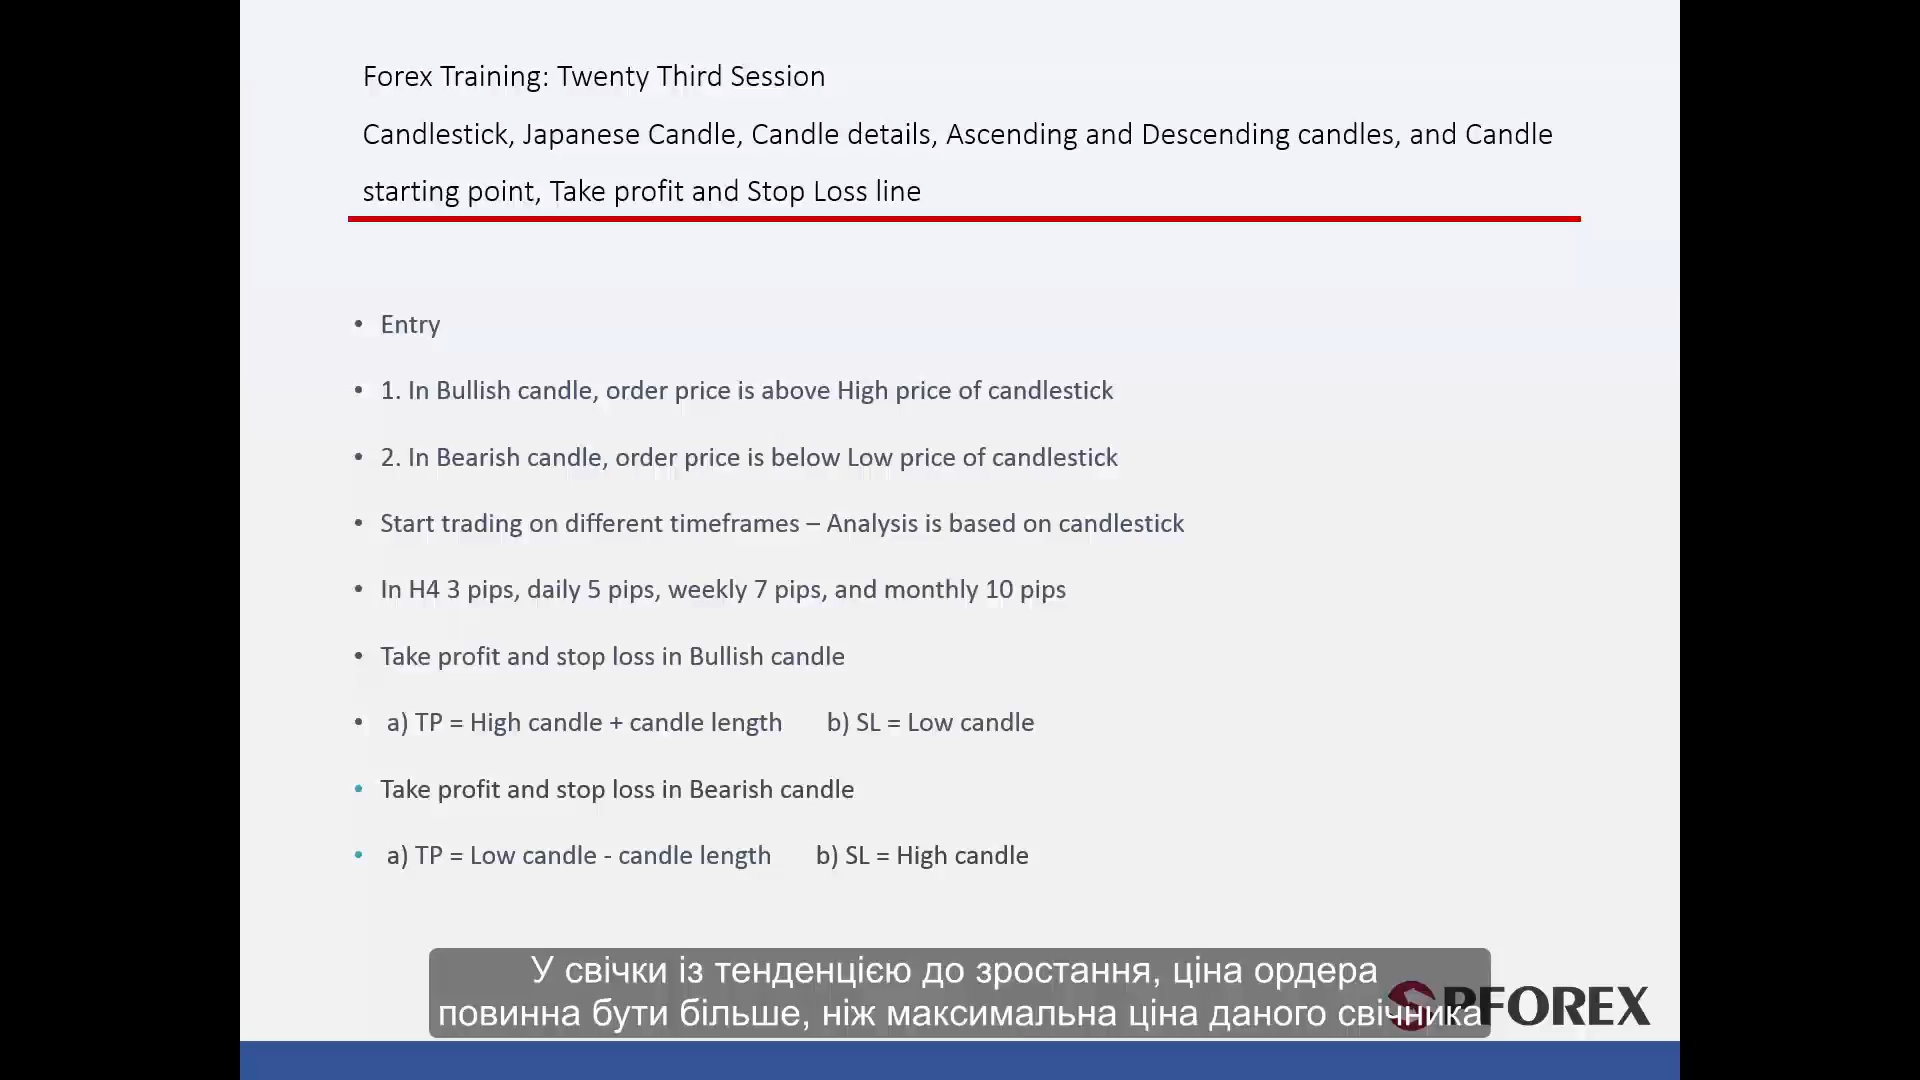 Forex Training: Twenty Third Session
Candlestick, Japanese Candle, Candle details, Ascending and Descending candles, and Candle
starting point, Take profit and Stop Loss line
• Entry
• 1. In Bullish candle, order price is above High price of candlestick
• 2. In Bearish candle, order price is below Low price of candlestick
• Start trading on different timeframes – Analysis is based on candlestick
• In H4 3 pips, daily 5 pips, weekly 7 pips, and monthly 10 pips
• Take profit and stop loss in Bullish candle
• a) TP = High candle + candle length b) SL = Low candle
• Take profit and stop loss in Bearish candle
• a) TP = Low candle - candle length b) SL = High candle
У свічки із тенденцією до зростання, ціна ордера
повинна бути більше, ніж максимальна ціна даного свічника
PFOREX